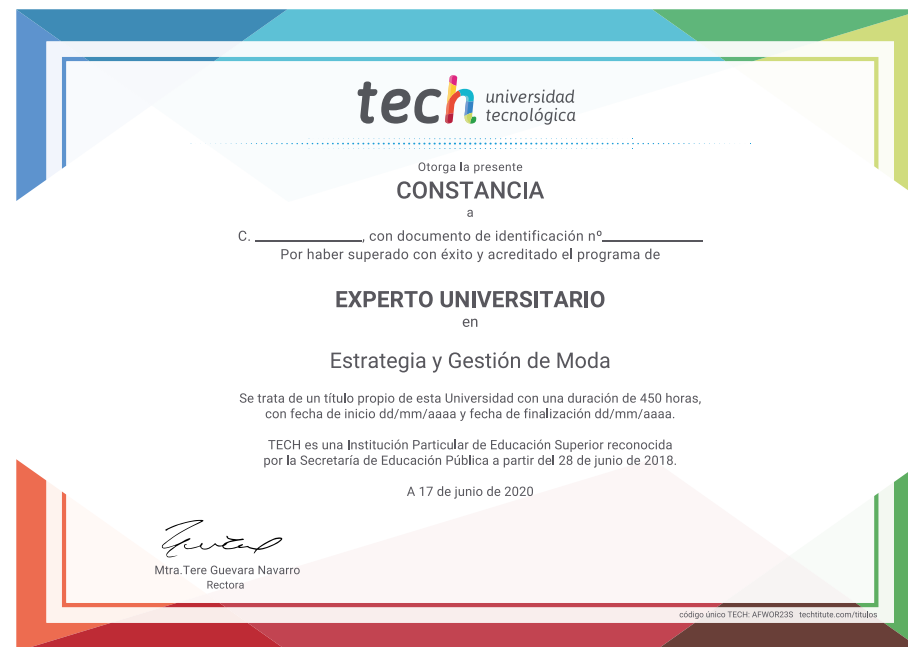 tech universidad
tecnológica
Otorga la presente
CONSTANCIA
a
C. ________________, con documento de identificación nº________________
Por haber superado con éxito y acreditado el programa de
EXPERTO UNIVERSITARIO
en
Estrategia y Gestión de Moda
Se trata de un título propio de esta Universidad con una duración de 450 horas,
con fecha de inicio dd/mm/aaaa y fecha de finalización dd/mm/aaaa.
TECH es una Institución Particular de Educación Superior reconocida
por la Secretaría de Educación Pública a partir del 28 de junio de 2018.
A 17 de junio de 2020
Mtra.Tere Guevara Navarro
Rectora
código único TECH: AFWOR23S techtitute.com/titulos